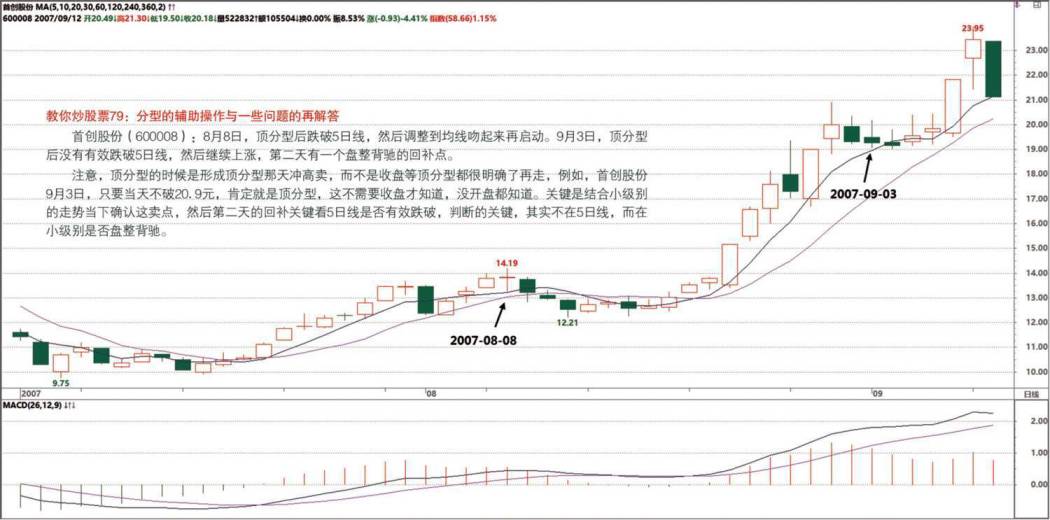 首创股份 MA(5,10,20,30,60,120,240,360,2) ↑↑
600008 2007/09/12 开20.49↓高21.30↓低19.50↓收20.18↓量522832↑额105504↓换0.00% 振8.53% 涨(-0.93)-4.41% 指数(58.66)1.15%
23.95
23.00
22.00
21.00
20.00
19.00
18.00
17.00
16.00
15.00
14.00
13.00
12.00
11.00
10.00
教你炒股票79：分型的辅助操作与一些问题的再解答
首创股份（600008）：8月8日，顶分型后跌破5日线，然后调整到均线吻起来再启动。9月3日，顶分型
后没有有效跌破5日线，然后继续上涨，第二天有一个盘整背驰的回补点。
注意，顶分型的时候是形成顶分型那天冲高卖，而不是收盘等顶分型都很明确了再走，例如，首创股份
9月3日，只要当天不破20.9元，肯定就是顶分型，这不需要收盘才知道，没开盘都知道。关键是结合小级别
的走势当下确认这卖点，然后第二天的回补关键看5日线是否有效跌破，判断的关键，其实不在5日线，而在
小级别是否盘整背驰。
2007-09-03
14.19
2007-08-08
12.21
9.75
2007
08
09
日线
MACD(26,12,9) ↓↑↓
2.00
1.00
0.00